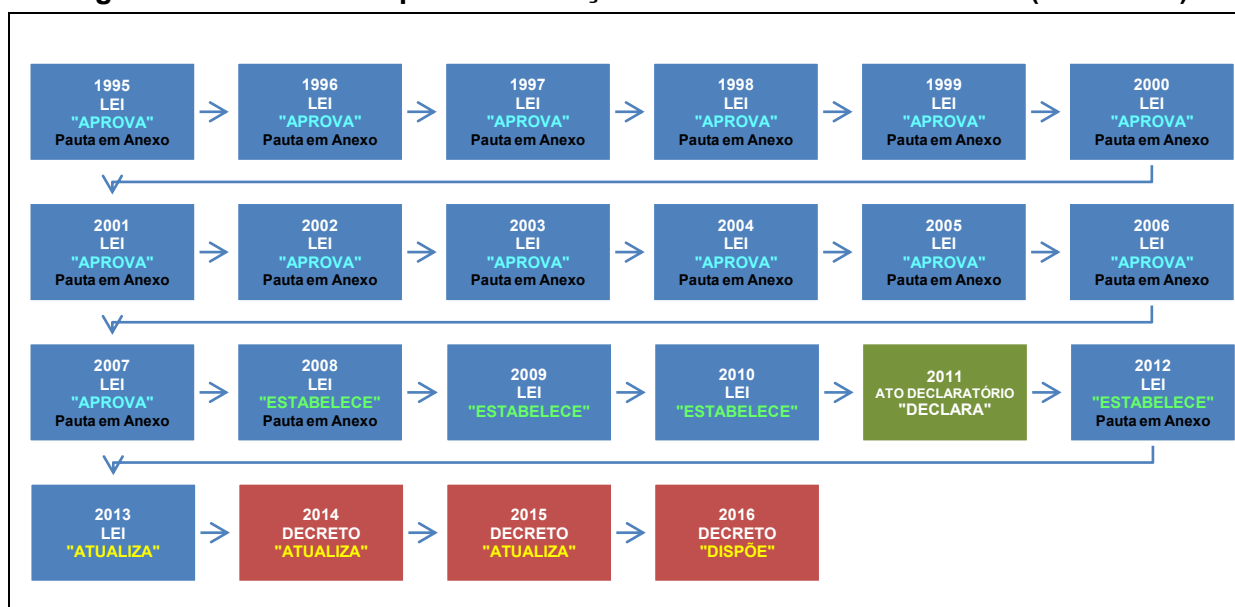 1995
LEI
"APROVA"
Pauta em Anexo
1996
LEI
"APROVA"
Pauta em Anexo
1997
LEI
"APROVA"
Pauta em Anexo
1998
LEI
"APROVA"
Pauta em Anexo
1999
LEI
"APROVA"
Pauta em Anexo
2000
LEI
"APROVA"
Pauta em Anexo
2001
LEI
"APROVA"
Pauta em Anexo
2002
LEI
"APROVA"
Pauta em Anexo
2003
LEI
"APROVA"
Pauta em Anexo
2004
LEI
"APROVA"
Pauta em Anexo
2005
LEI
"APROVA"
Pauta em Anexo
2006
LEI
"APROVA"
Pauta em Anexo
2007
LEI
"APROVA"
Pauta em Anexo
2008
LEI
"ESTABELECE"
Pauta em Anexo
2009
LEI
"ESTABELECE"
2010
LEI
"ESTABELECE"
2011
ATO DECLARATÓRIO
"DECLARA"
2012
LEI
"ESTABELECE"
Pauta em Anexo
2013
LEI
"ATUALIZA"
2014
DECRETO
"ATUALIZA"
2015
DECRETO
"ATUALIZA"
2016
DECRETO
"DISPÕE"